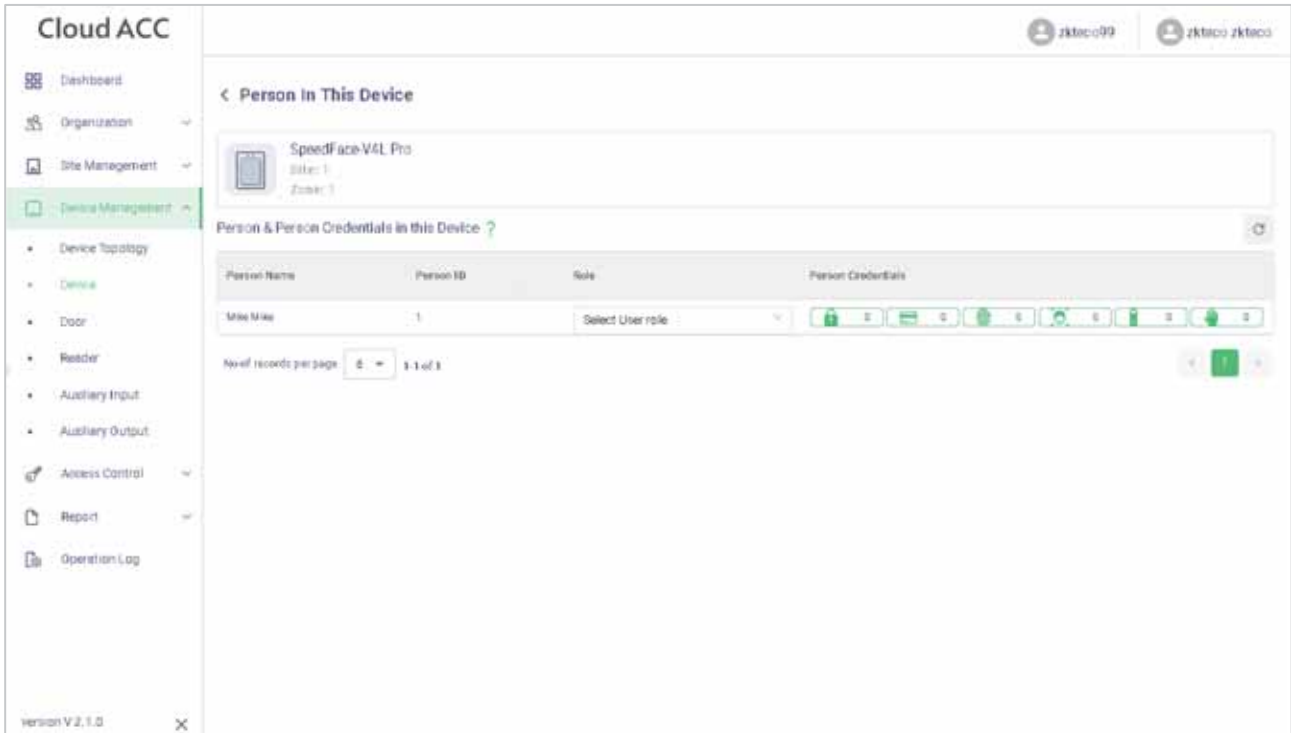 Cloud ACC
zkteco99
zkteco zkteco
Dashboard
Organization
Site Management
Device Management
Device Topology
Device
Door
Reader
Auxiliary Input
Auxiliary Output
Access Control
Report
Operation Log
version V 2.1.0
Person In This Device
SpeedFace-V4L Pro
Site: 1
Zone: 1
Person & Person Credentials in this Device ?
Person Name Person ID Role Person Credentials
Mike Mike 1 Select User role
No of records per page 6 1-1 of 1
1